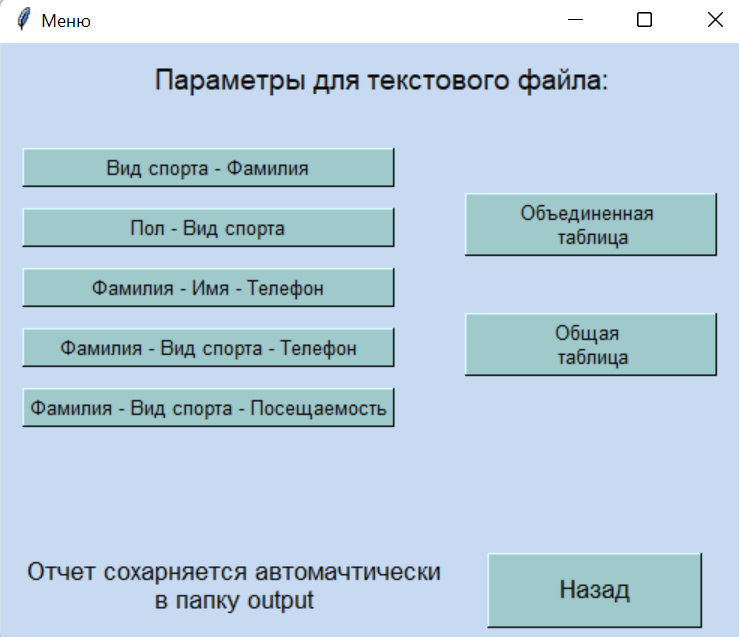 Меню
Параметры для текстового файла:
Вид спорта - Фамилия
Пол - Вид спорта
Фамилия - Имя - Телефон
Фамилия - Вид спорта - Телефон
Фамилия - Вид спорта - Посещаемость
Объединенная
таблица
Общая
таблица
Отчет сохарняется автомачтически
в папку output
Назад